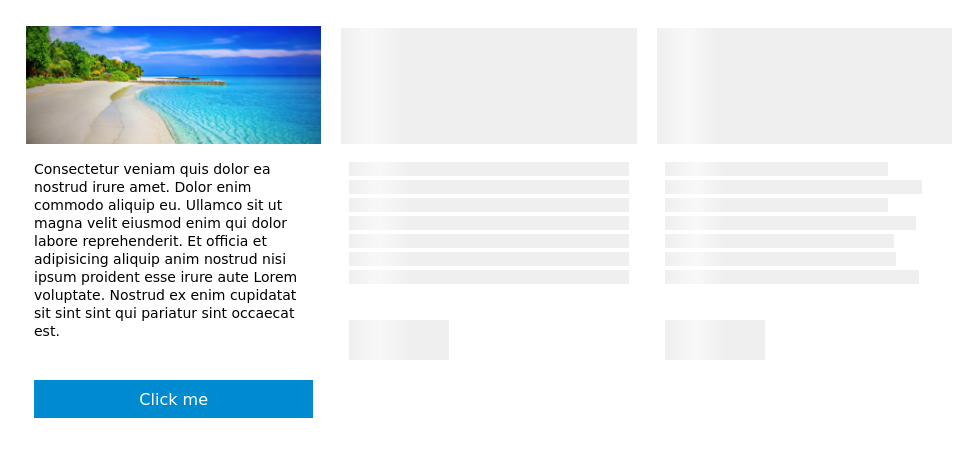 Consectetur veniam quis dolor ea
nostrud irure amet. Dolor enim
commodo aliquip eu. Ullamco sit ut
magna velit eiusmod enim qui dolor
labore reprehenderit. Et officia et
adipisicing aliquip anim nostrud nisi
ipsum proident esse irure aute Lorem
voluptate. Nostrud ex enim cupidatat
sit sint sint qui pariatur sint occaecat
est.
Click me